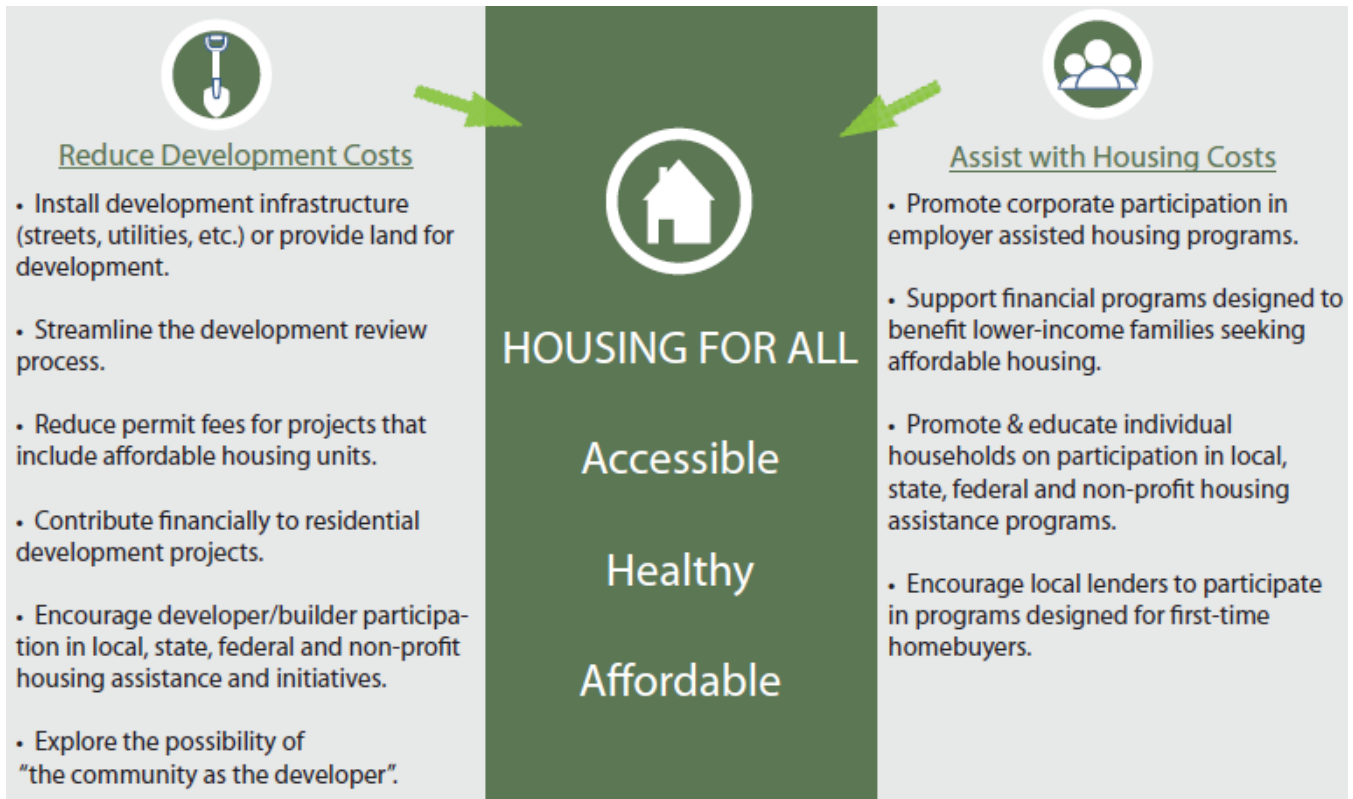 Reduce Development Costs
• Install development infrastructure
(streets, utilities, etc.) or provide land for
development.
• Streamline the development review
process.
• Reduce permit fees for projects that
include affordable housing units.
• Contribute financially to residential
development projects.
• Encourage developer/builder participa-
tion in local, state, federal and non-profit
housing assistance and initiatives.
• Explore the possibility of
“the community as the developer”.
HOUSING FOR ALL
Accessible
Healthy
Affordable
Assist with Housing Costs
• Promote corporate participation in
employer assisted housing programs.
• Support financial programs designed to
benefit lower-income families seeking
affordable housing.
• Promote & educate individual
households on participation in local,
state, federal and non-profit housing
assistance programs.
• Encourage local lenders to participate
in programs designed for first-time
homebuyers.